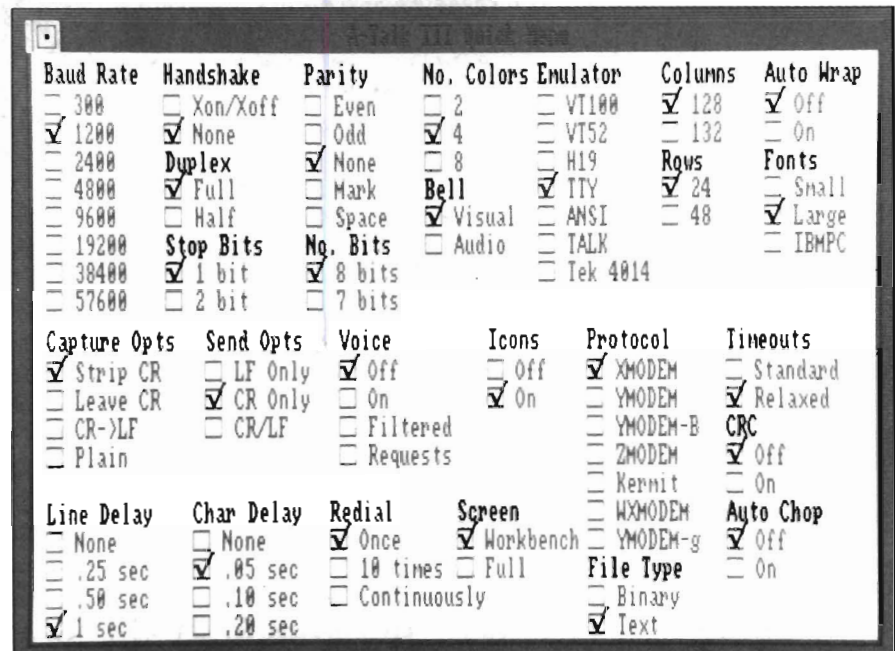 A-Talk III Quick Menu
Baud Rate Handshake Parity No. Colors Emulator Columns Auto Wrap
300 Xon/Xoff Even 2 VT100 128 Off
1200 None Odd 4 VT52 132 On
2400 Duplex None 8 H19 Rows Fonts
4800 Full Mark Bell TTY 24 Small
9600 Half Space Visual ANSI 48 Large
19200 Stop Bits No. Bits Audio TALK IBMPC
38400 1 bit 8 bits Tek 4014
57600 2 bit 7 bits
Capture Opts Send Opts Voice Icons Protocol Timeouts
Strip CR LF Only Off Off XMODEM Standard
Leave CR CR Only On On YMODEM Relaxed
CR->LF CR/LF Filtered YMODEM-B CRC
Plain Requests ZMODEM Off
Kermit On
Line Delay Char Delay Redial Screen WXMODEM Auto Chop
None None Once Workbench YMODEM-g Off
.25 sec .05 sec 10 times Full File Type On
.50 sec .10 sec Continuously Binary
1 sec .20 sec Text